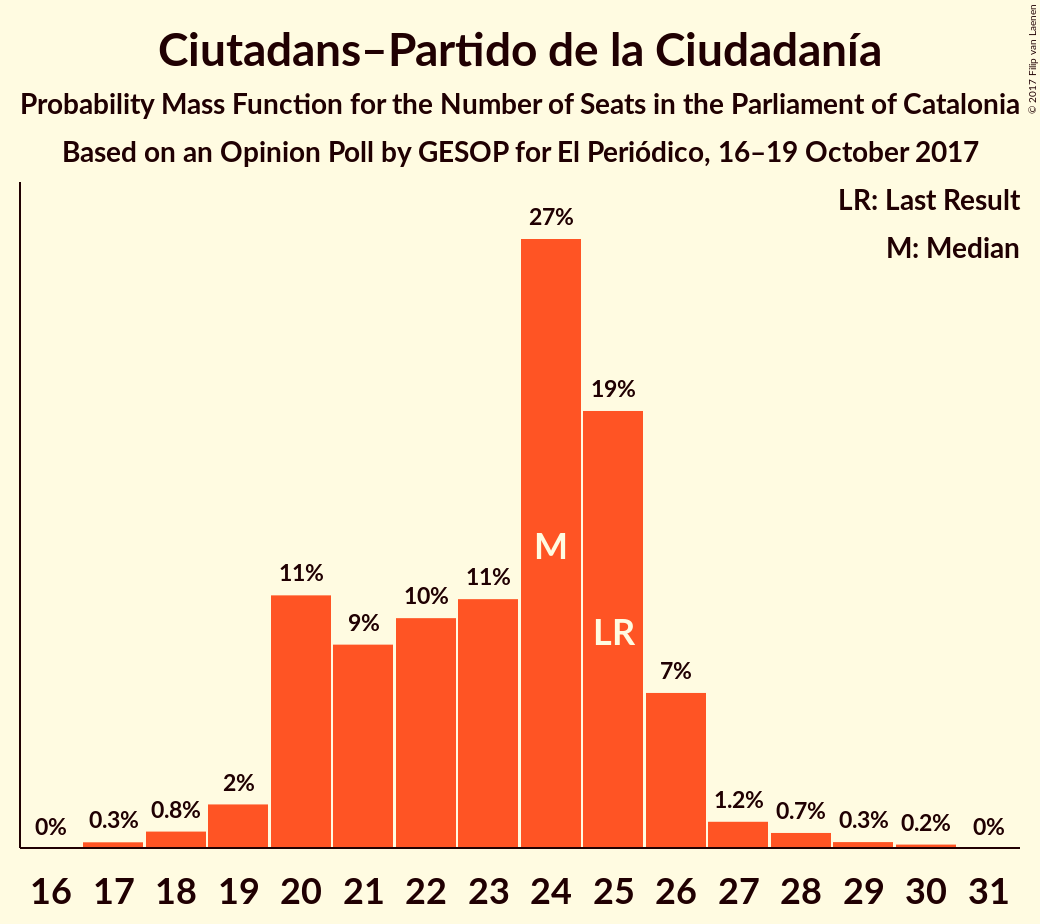 Ciutadans–Partido de la Ciudadanía
Probability Mass Function for the Number of Seats in the Parliament of Catalonia
Based on an Opinion Poll by GESOP for El Periódico, 16–19 October 2017
© 2017 Filip van Laenen
LR: Last Result
M: Median
0% 0.3% 0.8% 2% 11% 9% 10% 11% 27% 19% 7% 1.2% 0.7% 0.3% 0.2% 0%
M
LR
16 17 18 19 20 21 22 23 24 25 26 27 28 29 30 31